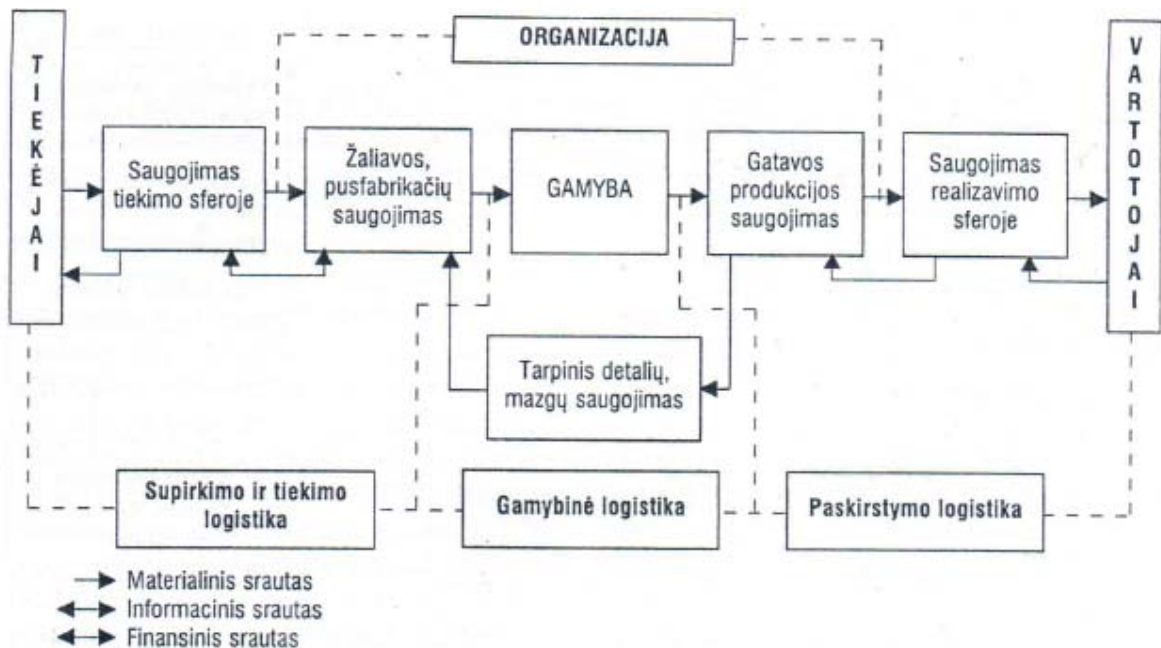 ORGANIZACIJA
TIEKĖJAI
Saugojimas
tiekimo sferoje
Žaliavos,
pusfabrikačių
saugojimas
GAMYBA
Gatavos
produkcijos
saugojimas
Saugojimas
realizavimo
sferoje
VARTOTOJAI
Tarpinis detalių,
mazgų saugojimas
Supirkimo ir tiekimo
logistika
Gamybinė logistika
Paskirstymo logistika
Materialinis srautas
Informacinis srautas
Finansinis srautas